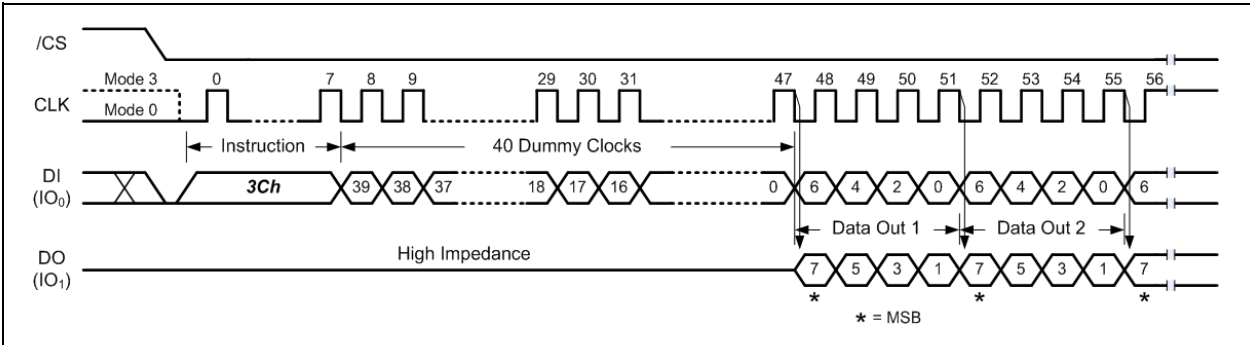 /CS
Mode 3 0 7 8 9 29 30 31 47 48 49 50 51 52 53 54 55 56
CLK
Mode 0
Instruction 40 Dummy Clocks
DI
(IO0)
3Ch 39 38 37 18 17 16 0 6 4 2 0 6 4 2 0 6
Data Out 1 Data Out 2
High Impedance
DO
(IO1)
7 5 3 1 7 5 3 1 7
* * *
* = MSB